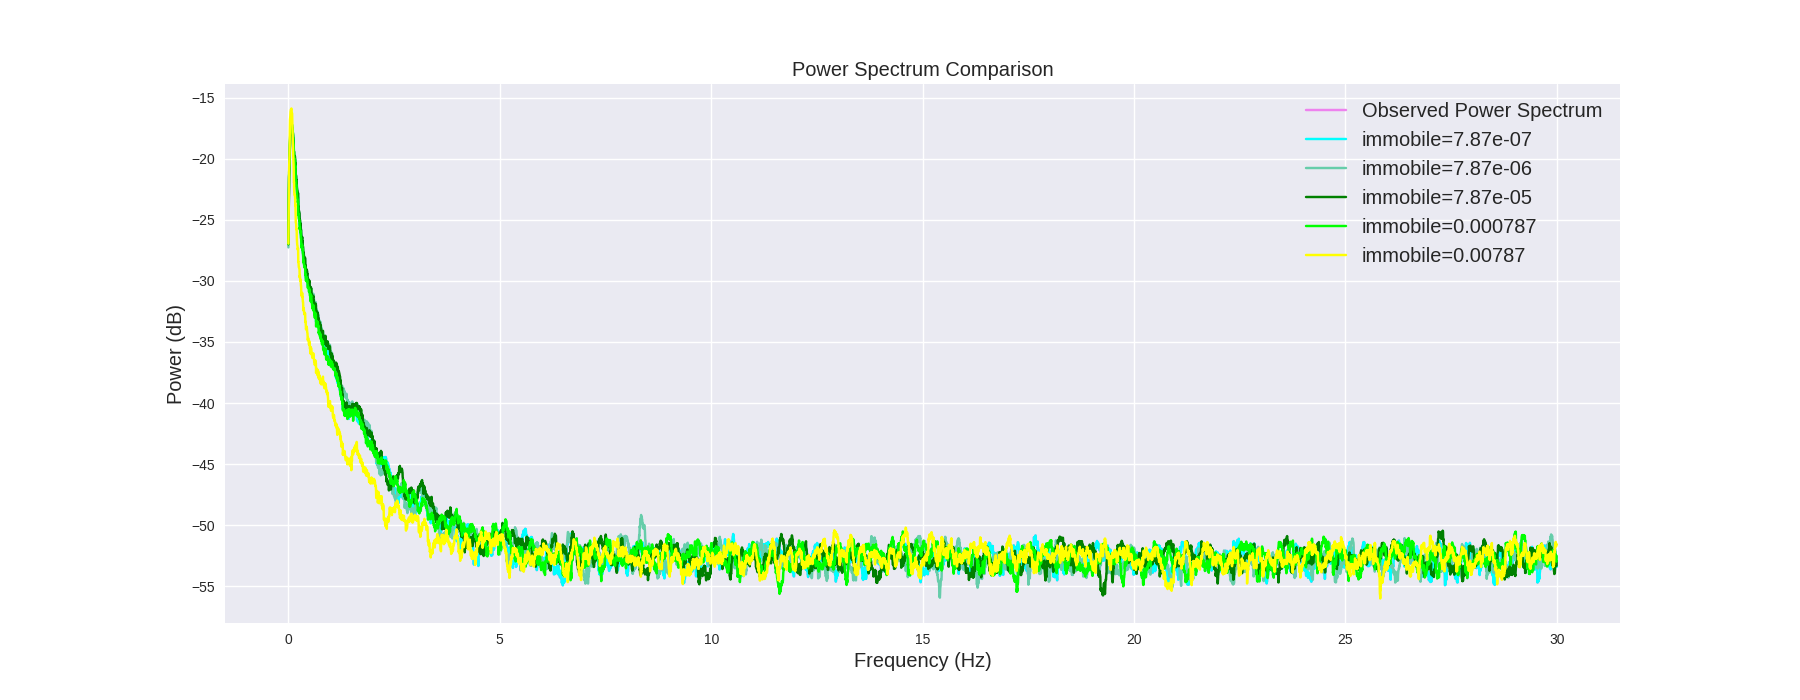 Power Spectrum Comparison
Observed Power Spectrum
immobile=7.87e-07
immobile=7.87e-06
immobile=7.87e-05
immobile=0.000787
immobile=0.00787
Power (dB)
−15
−20
−25
−30
−35
−40
−45
−50
−55
0 5 10 15 20 25 30
Frequency (Hz)